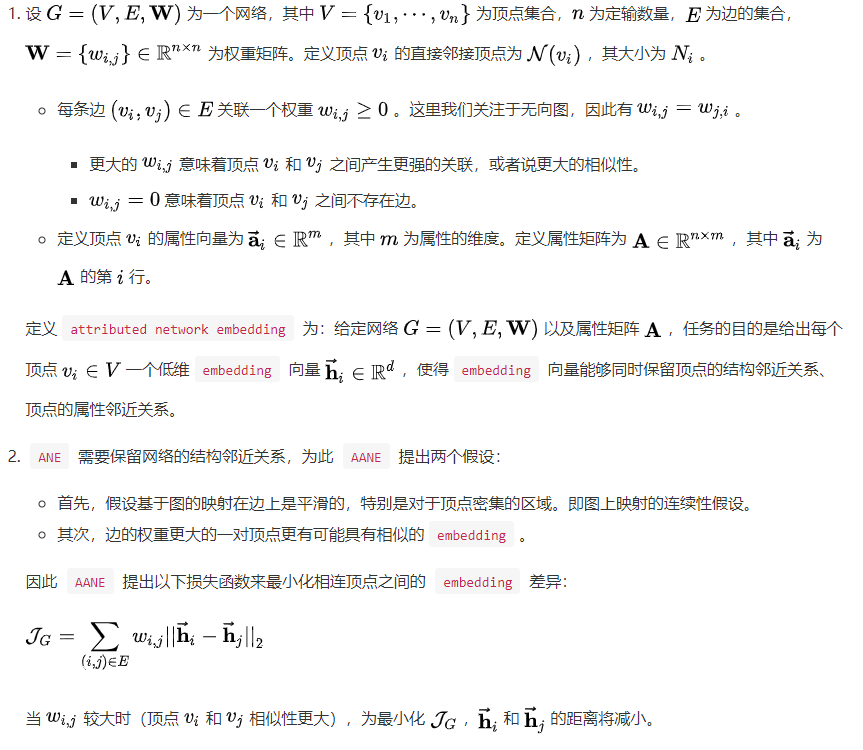 1. 设 $G = (V, E, \mathbf{W})$ 为一个网络，其中 $V = \{v_1, \cdots, v_n\}$ 为顶点集合，$n$ 为定输数量，$E$ 为边的集合，
$\mathbf{W} = \{w_{i,j}\} \in \mathbb{R}^{n \times n}$ 为权重矩阵。定义顶点 $v_i$ 的直接邻接顶点为 $\mathcal{N}(v_i)$ ，其大小为 $N_i$ 。
○ 每条边 $(v_i, v_j) \in E$ 关联一个权重 $w_{i,j} \geq 0$ 。这里我们关注于无向图，因此有 $w_{i,j} = w_{j,i}$ 。
■ 更大的 $w_{i,j}$ 意味着顶点 $v_i$ 和 $v_j$ 之间产生更强的关联，或者说更大的相似性。
■ $w_{i,j} = 0$ 意味着顶点 $v_i$ 和 $v_j$ 之间不存在边。
○ 定义顶点 $v_i$ 的属性向量为 $\vec{\mathbf{a}}_i \in \mathbb{R}^m$ ，其中 $m$ 为属性的维度。定义属性矩阵为 $\mathbf{A} \in \mathbb{R}^{n \times m}$ ，其中 $\vec{\mathbf{a}}_i$ 为
$\mathbf{A}$ 的第 $i$ 行。
定义 attributed network embedding 为：给定网络 $G = (V, E, \mathbf{W})$ 以及属性矩阵 $\mathbf{A}$ ，任务的目的是给出每个
顶点 $v_i \in V$ 一个低维 embedding 向量 $\vec{\mathbf{h}}_i \in \mathbb{R}^d$ ，使得 embedding 向量能够同时保留顶点的结构邻近关系、
顶点的属性邻近关系。
2. ANE 需要保留网络的结构邻近关系，为此 AANE 提出两个假设：
○ 首先，假设基于图的映射在边上是平滑的，特别是对于顶点密集的区域。即图上映射的连续性假设。
○ 其次，边的权重更大的一对顶点更有可能具有相似的 embedding 。
因此 AANE 提出以下损失函数来最小化相连顶点之间的 embedding 差异：
$\mathcal{J}_G = \sum_{(i,j) \in E} w_{i,j} ||\vec{\mathbf{h}}_i - \vec{\mathbf{h}}_j||_2$
当 $w_{i,j}$ 较大时（顶点 $v_i$ 和 $v_j$ 相似性更大），为最小化 $\mathcal{J}_G$ ，$\vec{\mathbf{h}}_i$ 和 $\vec{\mathbf{h}}_j$ 的距离将减小。